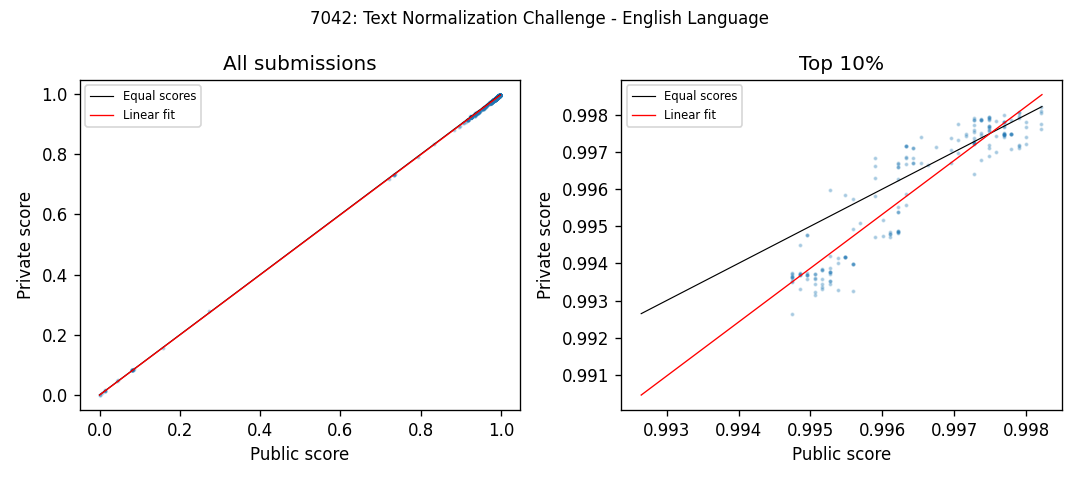 7042: Text Normalization Challenge - English Language
All submissions
Equal scores
Linear fit
1.0
0.8
0.6
0.4
0.2
0.0
Private score
0.0 0.2 0.4 0.6 0.8 1.0
Public score
Top 10%
Equal scores
Linear fit
0.998
0.997
0.996
0.995
0.994
0.993
0.992
0.991
Private score
0.993 0.994 0.995 0.996 0.997 0.998
Public score